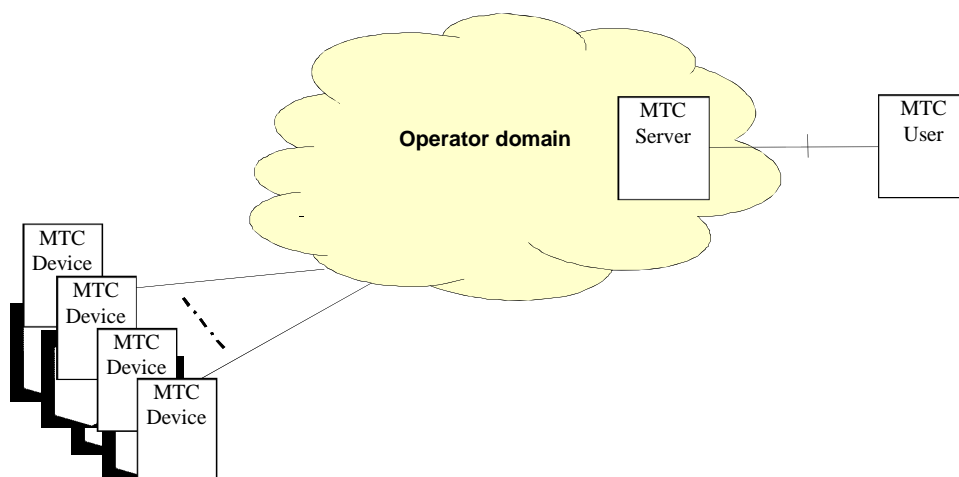 Operator domain
MTC
Server
MTC
User
MTC
Device
MTC
Device
MTC
Device
MTC
Device